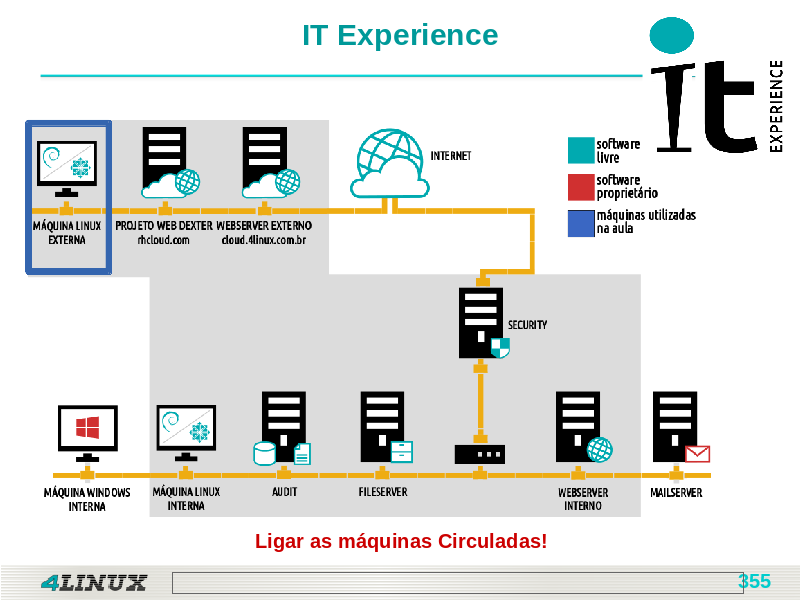 IT Experience
it
EXPERIENCE
software
livre
software
proprietário
máquinas utilizadas
na aula
INTERNET
MÁQUINA LINUX
EXTERNA
PROJETO WEB DEXTER
rhcloud.com
WEBSERVER EXTERNO
cloud.4linux.com.br
SECURITY
MÁQUINA WINDOWS
INTERNA
MÁQUINA LINUX
INTERNA
AUDIT
FILESERVER
WEBSERVER
INTERNO
MAILSERVER
Ligar as máquinas Circuladas!
4LINUX
355